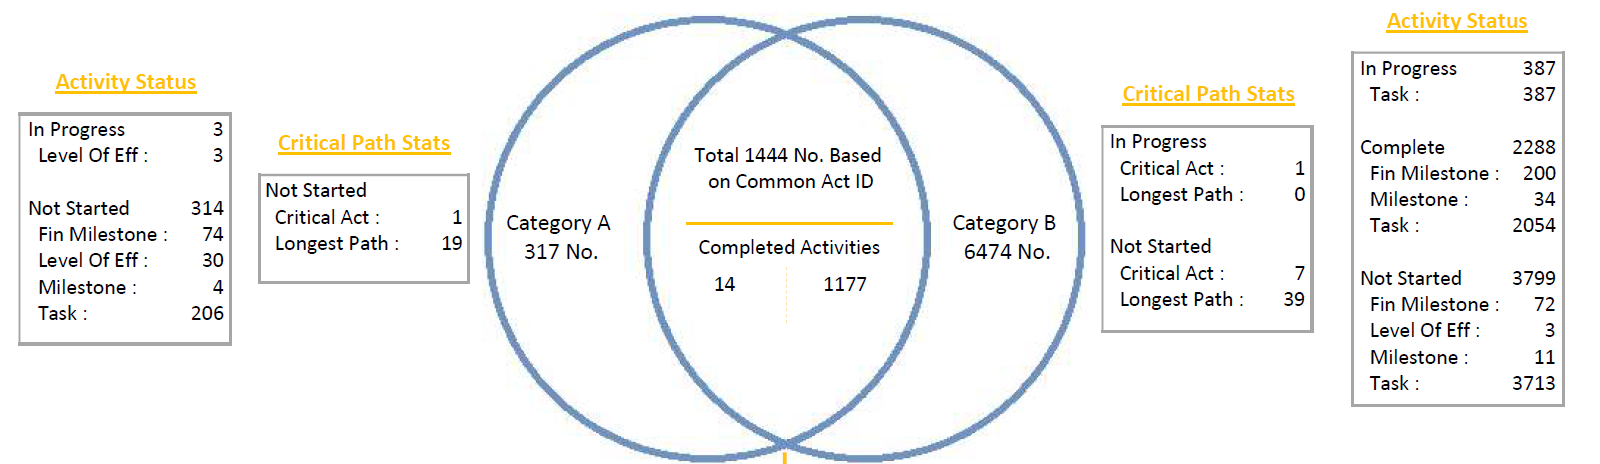 Activity Status
In Progress 3
Level Of Eff : 3
Not Started 314
Fin Milestone : 74
Level Of Eff : 30
Milestone : 4
Task : 206
Critical Path Stats
Not Started
Critical Act : 1
Longest Path : 19
Category A
317 No.
Total 1444 No. Based
on Common Act ID
Completed Activities
14 1177
Category B
6474 No.
Critical Path Stats
In Progress
Critical Act : 1
Longest Path : 0
Not Started
Critical Act : 7
Longest Path : 39
Activity Status
In Progress 387
Task : 387
Complete 2288
Fin Milestone : 200
Milestone : 34
Task : 2054
Not Started 3799
Fin Milestone : 72
Level Of Eff : 3
Milestone : 11
Task : 3713